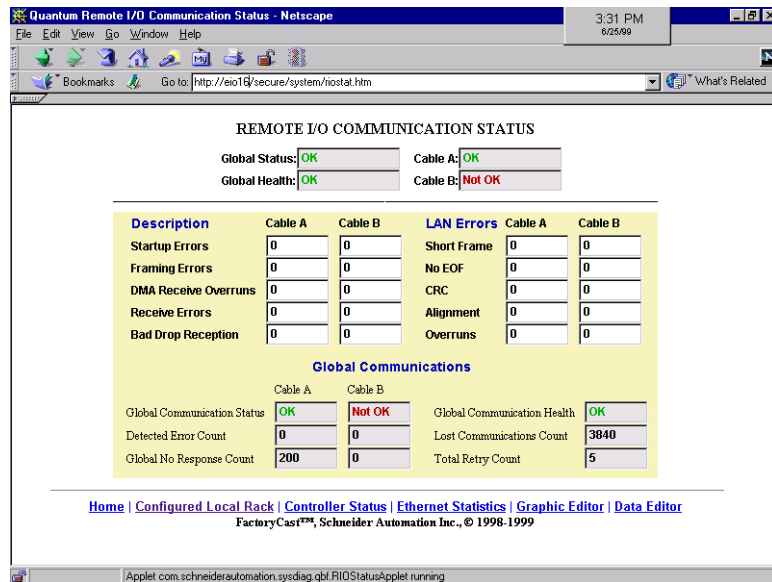 Quantum Remote I/O Communication Status - Netscape
3:31 PM
6/25/99
File Edit View Go Window Help
My
Bookmarks Go to: http://eio16/secure/system/riostat.htm What's Related
N
REMOTE I/O COMMUNICATION STATUS
Global Status: OK Cable A: OK
Global Health: OK Cable B: Not OK
Description Cable A Cable B LAN Errors Cable A Cable B
Startup Errors 0 0 Short Frame 0 0
Framing Errors 0 0 No EOF 0 0
DMA Receive Overruns 0 0 CRC 0 0
Receive Errors 0 0 Alignment 0 0
Bad Drop Reception 0 0 Overruns 0 0
Global Communications
Cable A Cable B
Global Communication Status OK Not OK Global Communication Health OK
Detected Error Count 0 0 Lost Communications Count 3840
Global No Response Count 200 0 Total Retry Count 5
Home | Configured Local Rack | Controller Status | Ethernet Statistics | Graphic Editor | Data Editor
FactoryCast™, Schneider Automation Inc., © 1998-1999
Applet com.schneiderautomation.sysdiag.qbf.RIOStatusApplet running